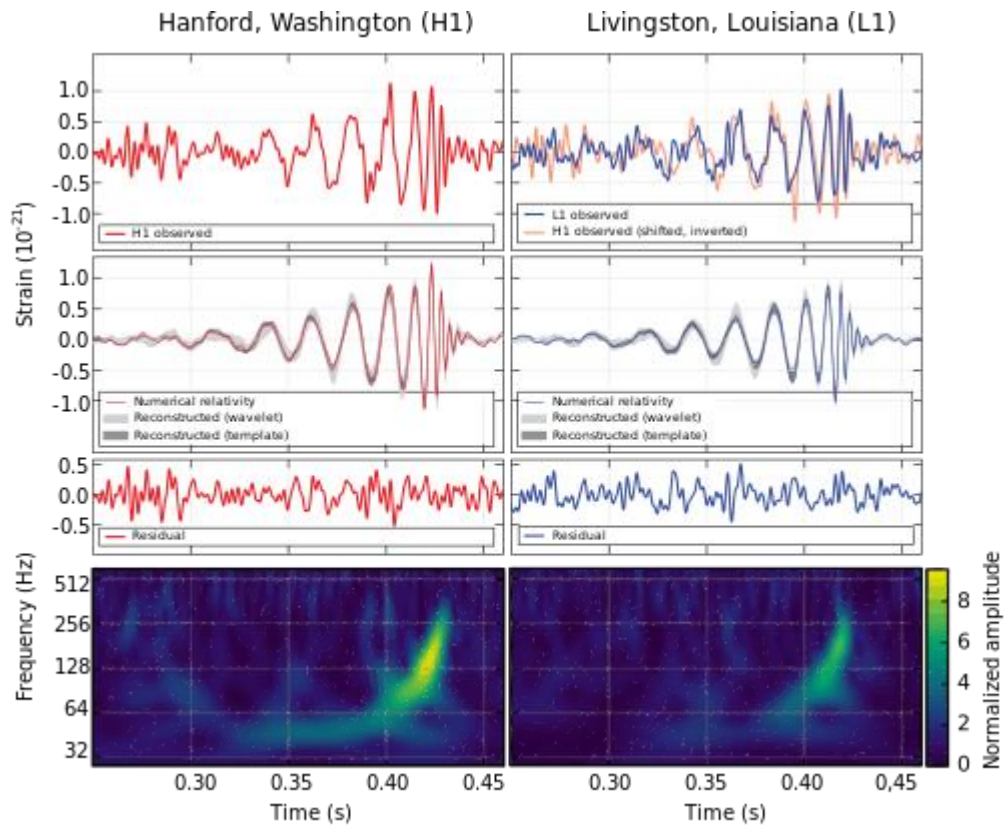 Hanford, Washington (H1)
Livingston, Louisiana (L1)
Strain (10⁻²¹)
1.0
0.5
0.0
-0.5
-1.0
H1 observed
L1 observed
H1 observed (shifted, inverted)
1.0
0.5
0.0
-0.5
-1.0
Numerical relativity
Reconstructed (wavelet)
Reconstructed (template)
Numerical relativity
Reconstructed (wavelet)
Reconstructed (template)
0.5
0.0
-0.5
Residual
Residual
Frequency (Hz)
512
256
128
64
32
Normalized amplitude
8
6
4
2
0
0.30
0.35
0.40
0.45
0.30
0.35
0.40
0,45
Time (s)
Time (s)